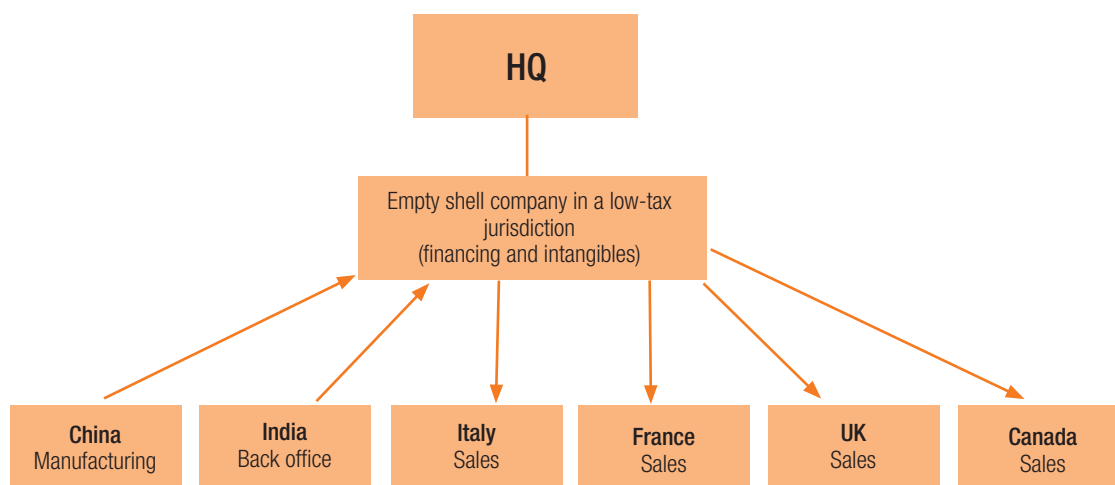 HQ
Empty shell company in a low-tax
jurisdiction
(financing and intangibles)
China
Manufacturing
India
Back office
Italy
Sales
France
Sales
UK
Sales
Canada
Sales